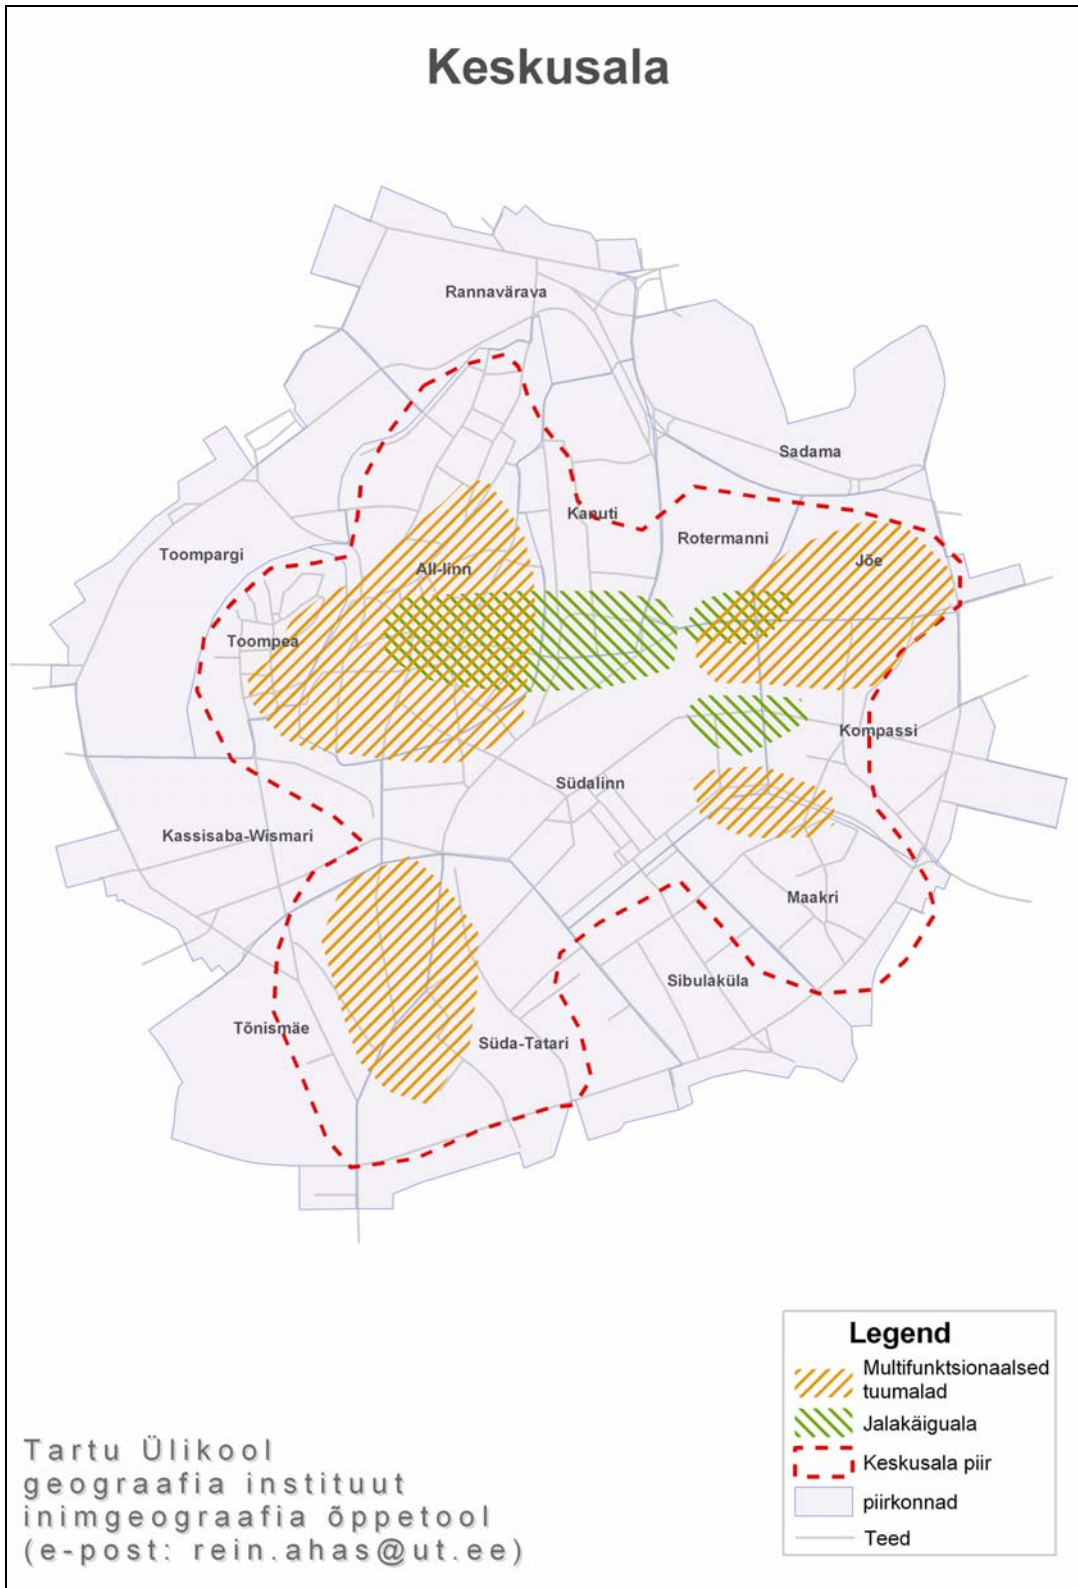 Keskusala
Rannavärava
Sadama
Kanuti
Rotermanni
Toompargi
All-linn
Jõe
Toompea
Kompassi
Südalinn
Kassisaba-Wismari
Maakri
Sibulaküla
Tõnismäe
Süda-Tatari
Legend
Multifunktsionaalsed
tuumalad
Jalakäiguala
Keskusala piir
piirkonnad
Teed
Tartu Ülikool
geograafia instituut
inimgeograafia õppetool
(e-post: rein.ahas@ut.ee)